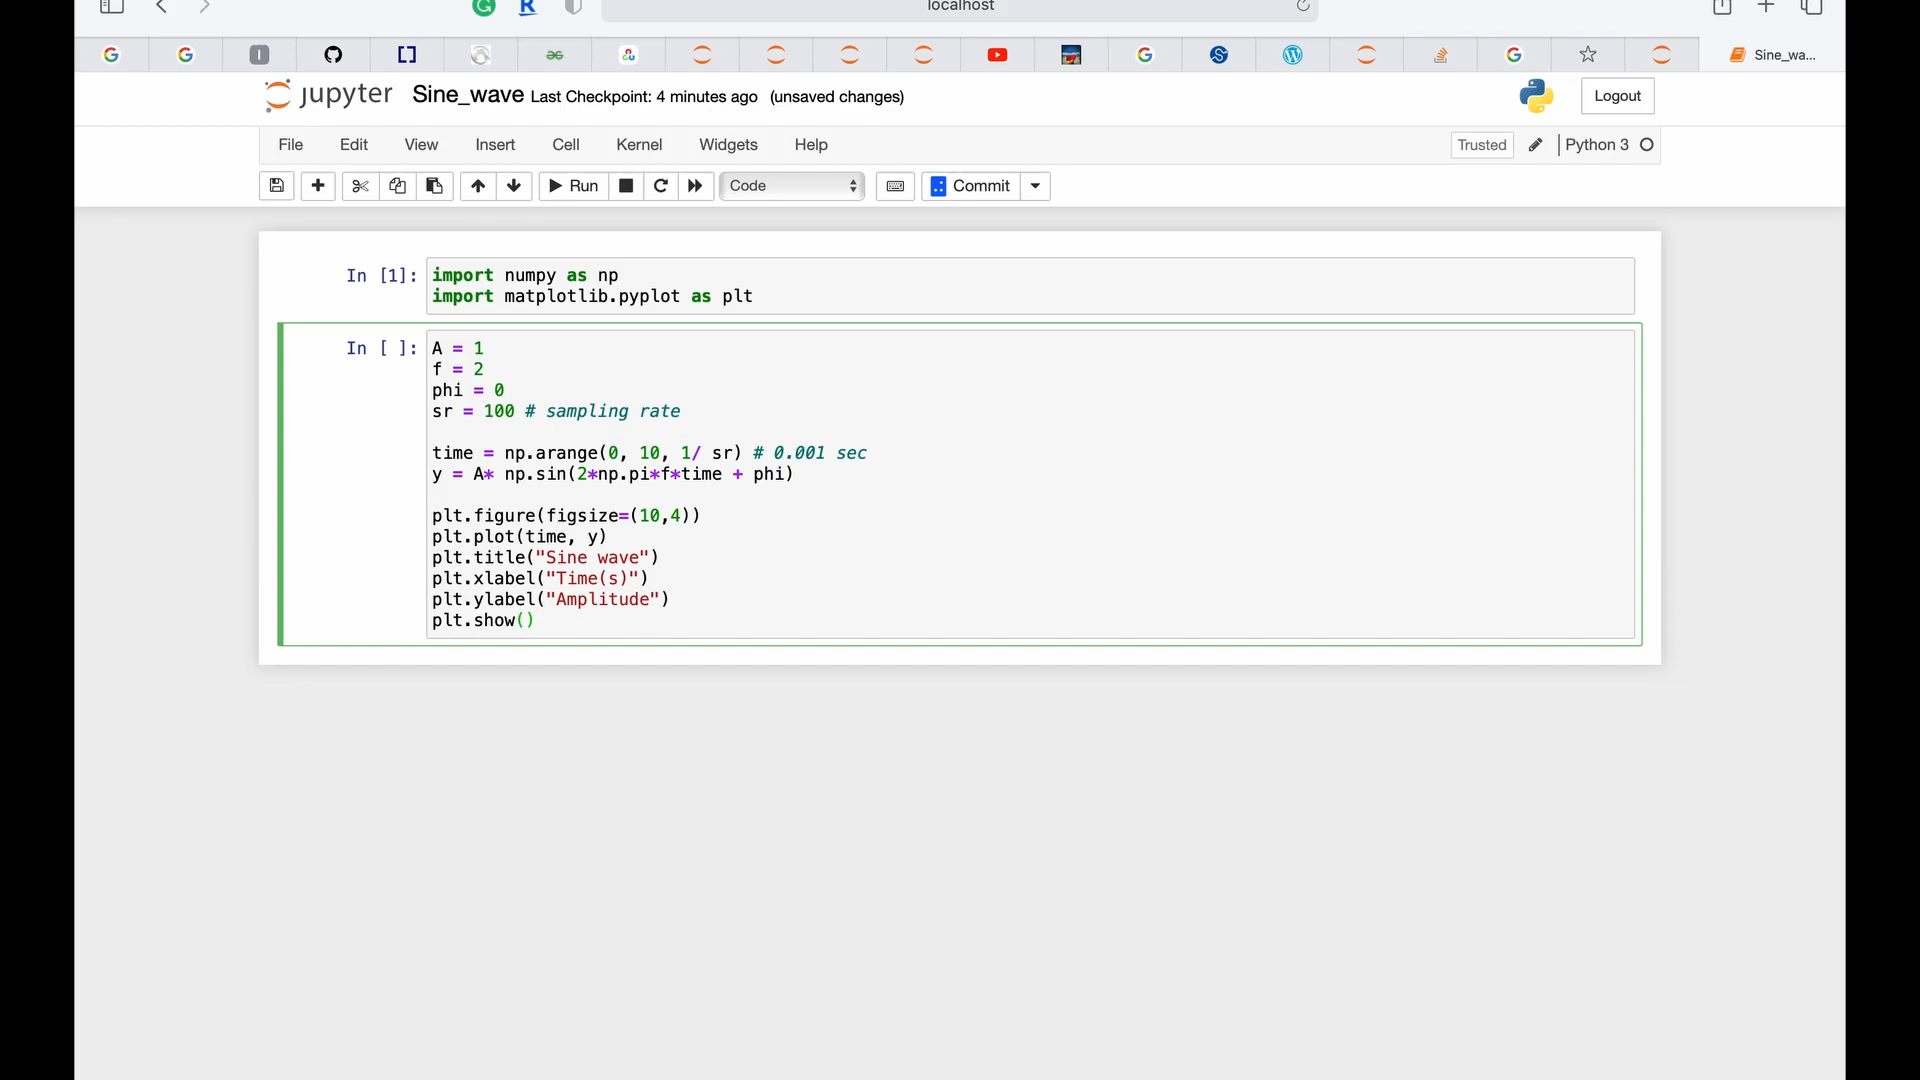 localhost
Sine_wa...
jupyter Sine_wave Last Checkpoint: 4 minutes ago (unsaved changes)
Logout
File Edit View Insert Cell Kernel Widgets Help
Trusted Python 3
Run Code Commit
In [1]: import numpy as np
import matplotlib.pyplot as plt
In [ ]: A = 1
f = 2
phi = 0
sr = 100 # sampling rate
time = np.arange(0, 10, 1/ sr) # 0.001 sec
y = A* np.sin(2*np.pi*f*time + phi)
plt.figure(figsize=(10,4))
plt.plot(time, y)
plt.title("Sine wave")
plt.xlabel("Time(s)")
plt.ylabel("Amplitude")
plt.show()